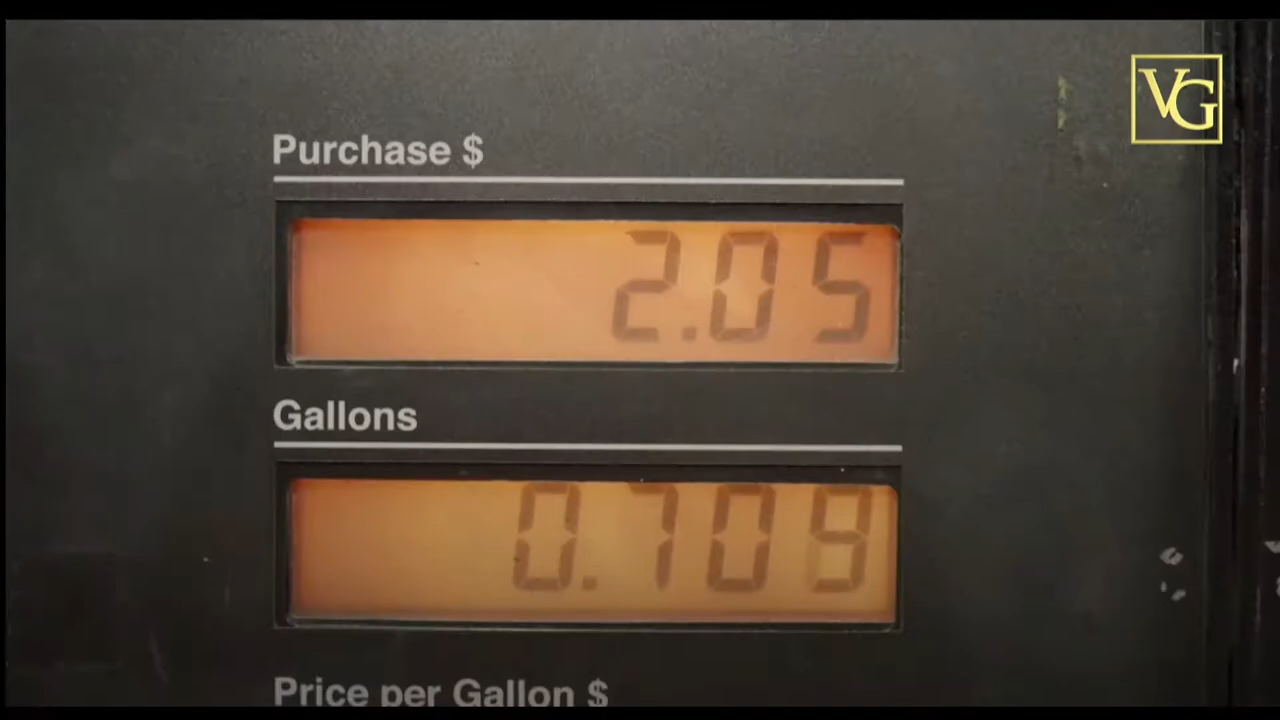 VG
Purchase $
2.05
Gallons
0.709
Price per Gallon $